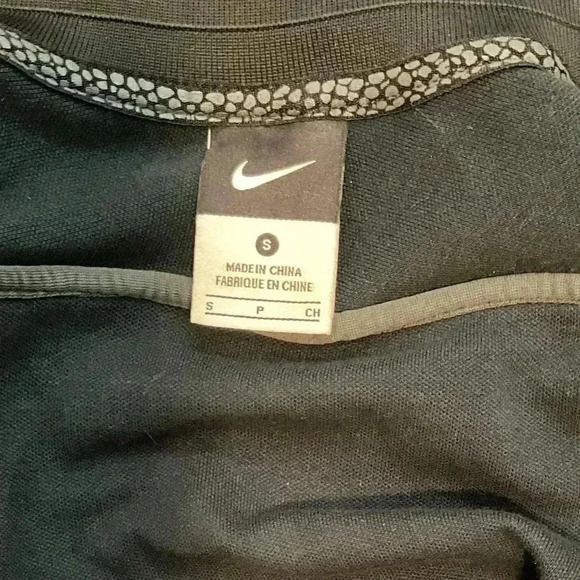 S
MADE IN CHINA
FABRIQUE EN CHINE
S P CH